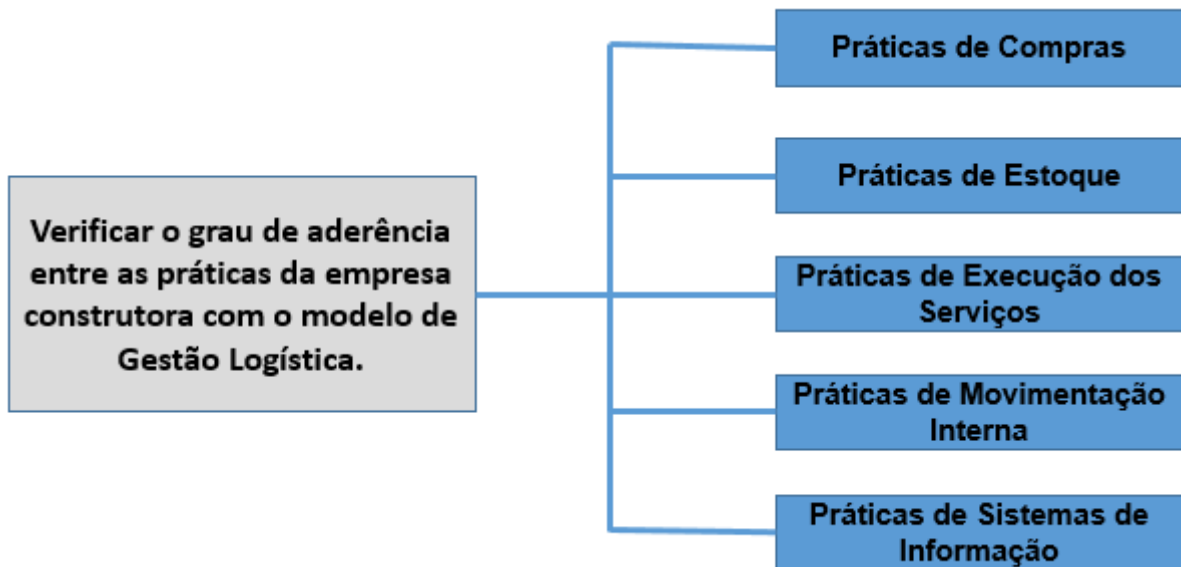 Práticas de Compras
Práticas de Estoque
Verificar o grau de aderência
entre as práticas da empresa
construtora com o modelo de
Gestão Logística.
Práticas de Execução dos
Serviços
Práticas de Movimentação
Interna
Práticas de Sistemas de
Informação